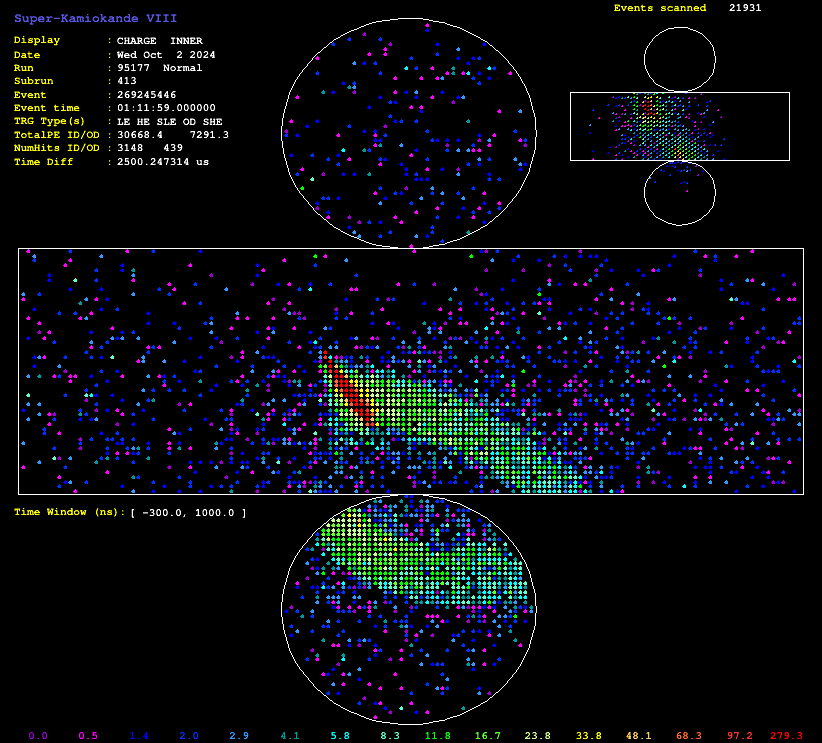 Super-Kamiokande VIII
Events scanned 21931
Display : CHARGE INNER
Date : Wed Oct 2 2024
Run : 95177 Normal
Subrun : 413
Event : 269245446
Event time : 01:11:59.000000
TRG Type(s) : LE HE SLE OD SHE
TotalPE ID/OD : 30668.4 7291.3
NumHits ID/OD : 3148 439
Time Diff : 2500.247314 us
Time Window (ns): [ -300.0, 1000.0 ]
0.0 0.5 1.4 2.0 2.9 4.1 5.8 8.3 11.8 16.7 23.8 33.8 48.1 68.3 97.2 279.3